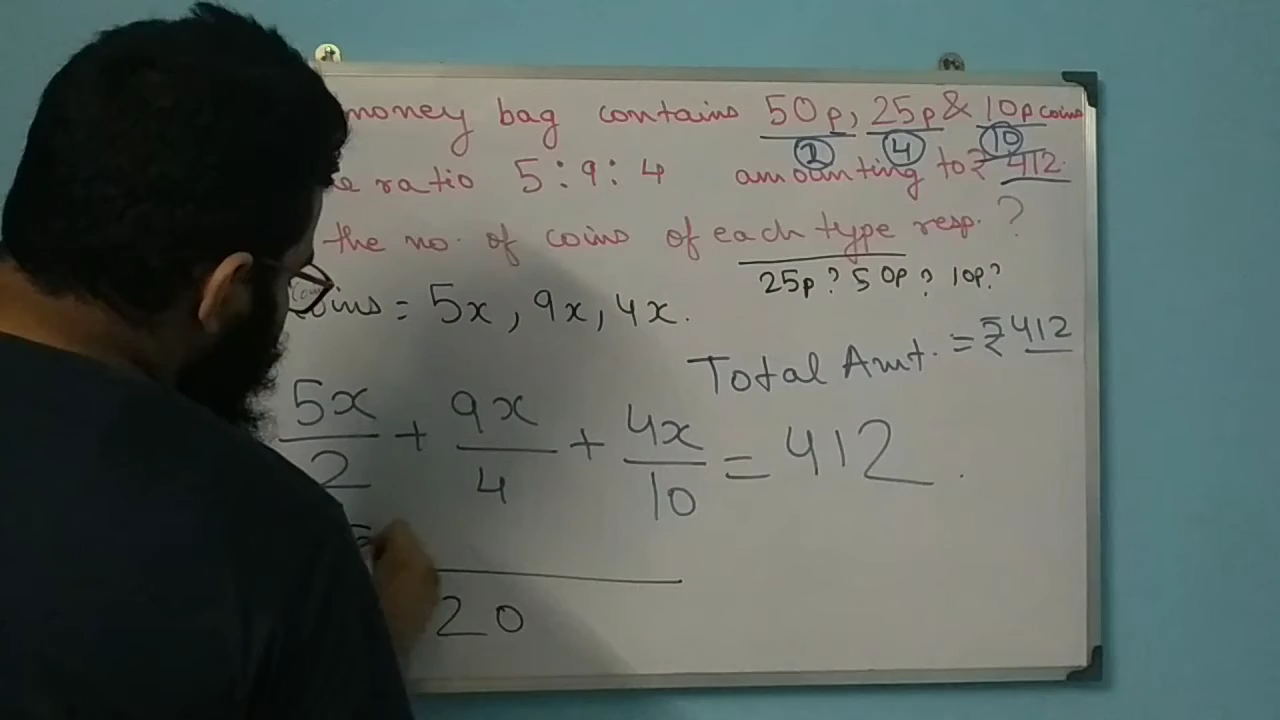 money bag contains 50p, 25p & 10p coins
2 4 10
ratio 5:9:4 amounting to ₹ 412.
the no. of coins of each type resp. ?
25p? 50p? 10p?
= 5x, 9x, 4x.
Total Amt. = ₹412
5x/2 + 9x/4 + 4x/10 = 412.
20